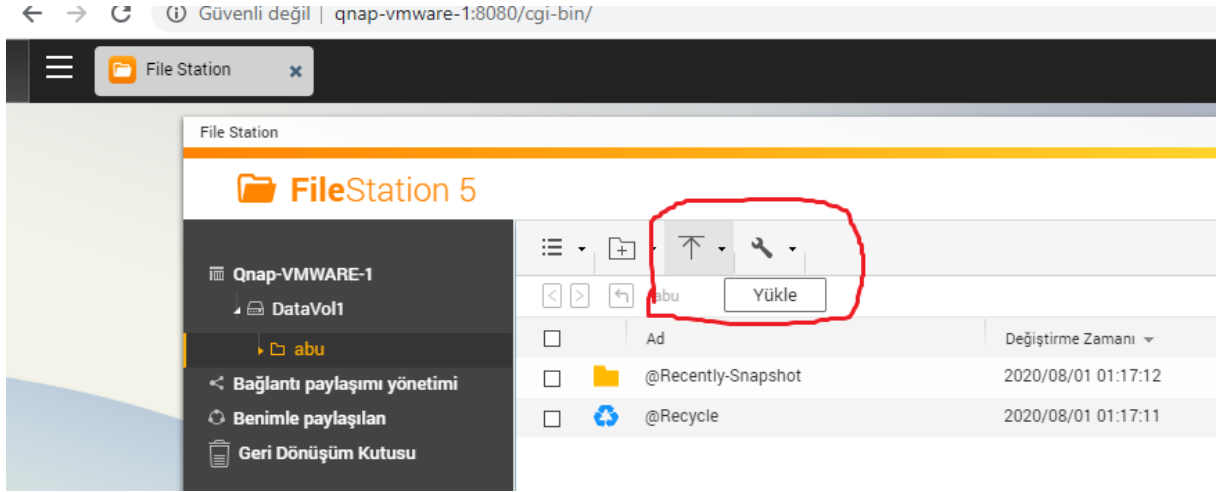 Güvenli değil | qnap-vmware-1:8080/cgi-bin/
File Station
File Station
FileStation 5
Qnap-VMWARE-1
DataVol1
abu
Bağlantı paylaşımı yönetimi
Benimle paylaşılan
Geri Dönüşüm Kutusu
abu
Yükle
Ad Değiştirme Zamanı
@Recently-Snapshot 2020/08/01 01:17:12
@Recycle 2020/08/01 01:17:11